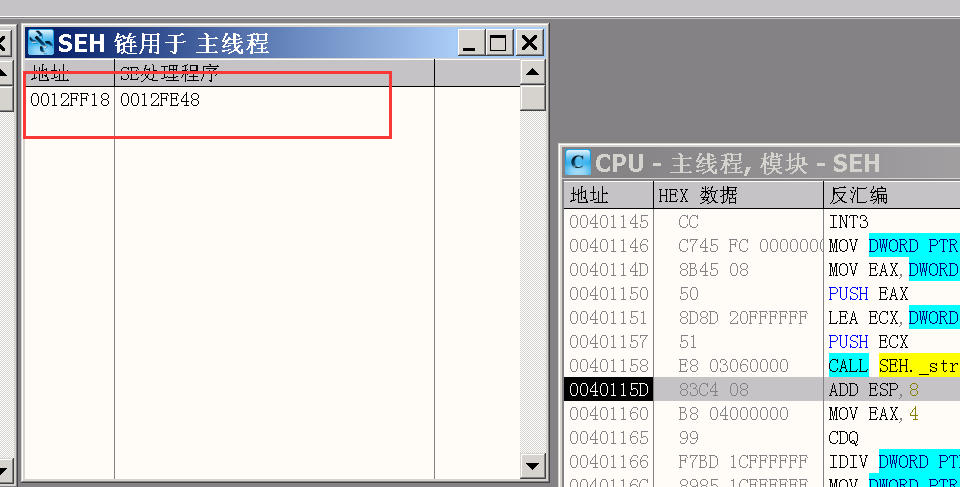 SEH 链用于 主线程
地址 SE处理程序
0012FF18 0012FE48
CPU - 主线程, 模块 - SEH
地址 HEX 数据 反汇编
00401145 CC INT3
00401146 C745 FC 0000000 MOV DWORD PTR
0040114D 8B45 08 MOV EAX,DWORD
00401150 50 PUSH EAX
00401151 8D8D 20FFFFFF LEA ECX,DWORD
00401157 51 PUSH ECX
00401158 E8 03060000 CALL SEH._str
0040115D 83C4 08 ADD ESP,8
00401160 B8 04000000 MOV EAX,4
00401165 99 CDQ
00401166 F7BD 1CFFFFFF IDIV DWORD PT
0040116C 8985 1CFFFFFF MOV DWORD PTR